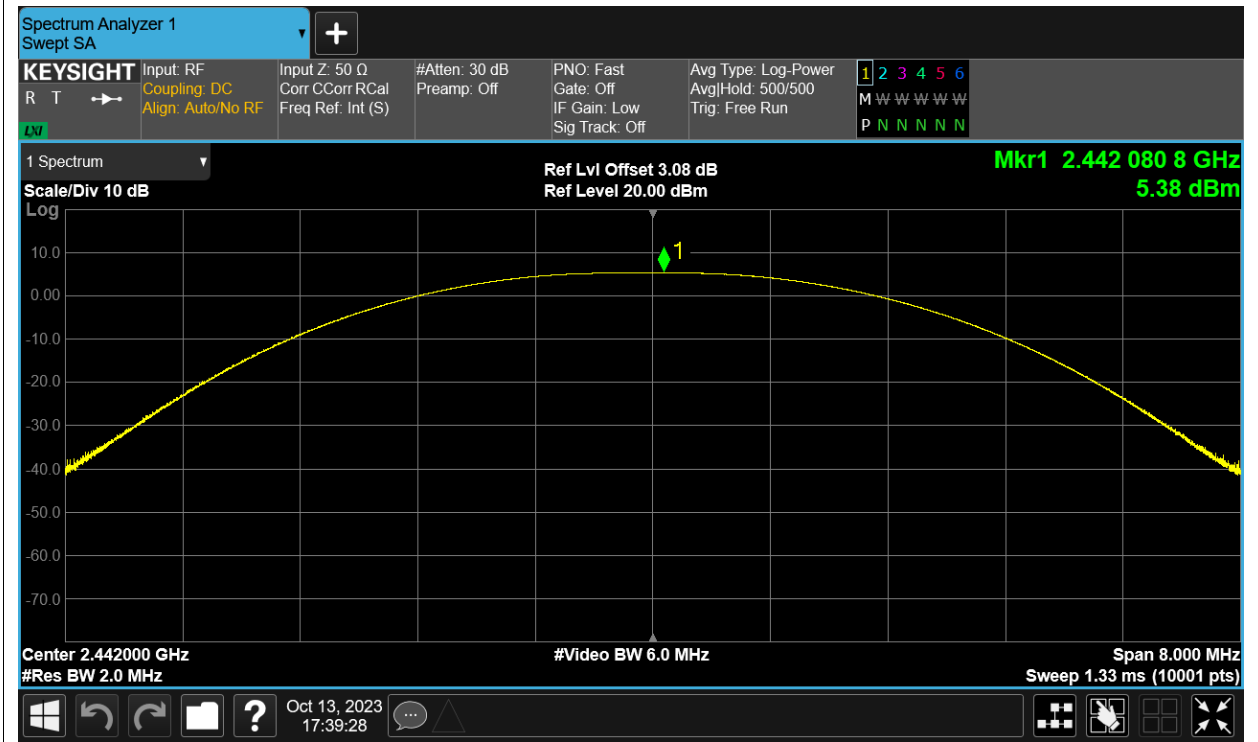 Spectrum Analyzer 1
Swept SA
KEYSIGHT
R T
LXI
Input: RF
Coupling: DC
Align: Auto/No RF
Input Z: 50 Ω
Corr CCorr RCal
Freq Ref: Int (S)
#Atten: 30 dB
Preamp: Off
PNO: Fast
Gate: Off
IF Gain: Low
Sig Track: Off
Avg Type: Log-Power
Avg|Hold: 500/500
Trig: Free Run
1 2 3 4 5 6
M W W W W W W
P N N N N N N
1 Spectrum
Scale/Div 10 dB
Ref Lvl Offset 3.08 dB
Ref Level 20.00 dBm
Mkr1 2.442 080 8 GHz
5.38 dBm
Log
10.0
0.00
-10.0
-20.0
-30.0
-40.0
-50.0
-60.0
-70.0
1
Center 2.442000 GHz
#Res BW 2.0 MHz
#Video BW 6.0 MHz
Span 8.000 MHz
Sweep 1.33 ms (10001 pts)
?
Oct 13, 2023
17:39:28